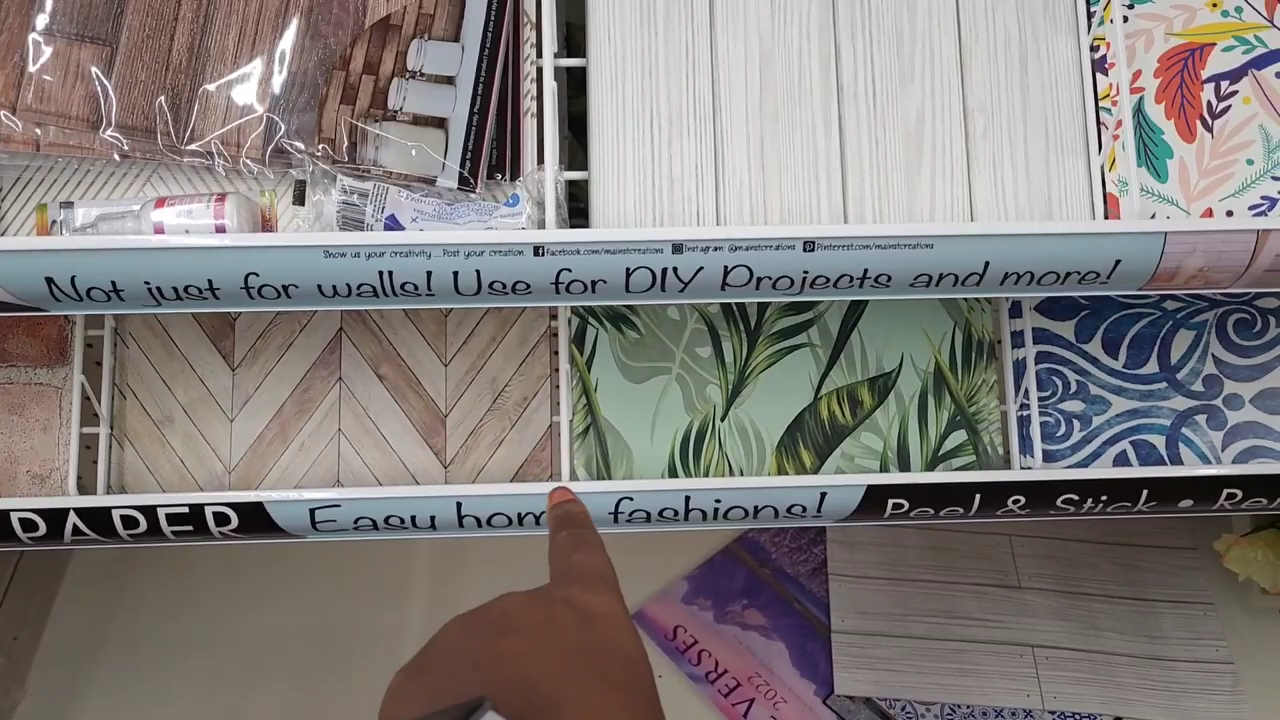 Show us your creativity ... Post your creation. facebook.com/mainstcreations Instagram: @mainstcreations Pinterest.com/mainstcreations
Not just for walls! Use for DIY Projects and more!
PAPER Easy hom fashions! Peel & Stick • Re
VERSES
2022